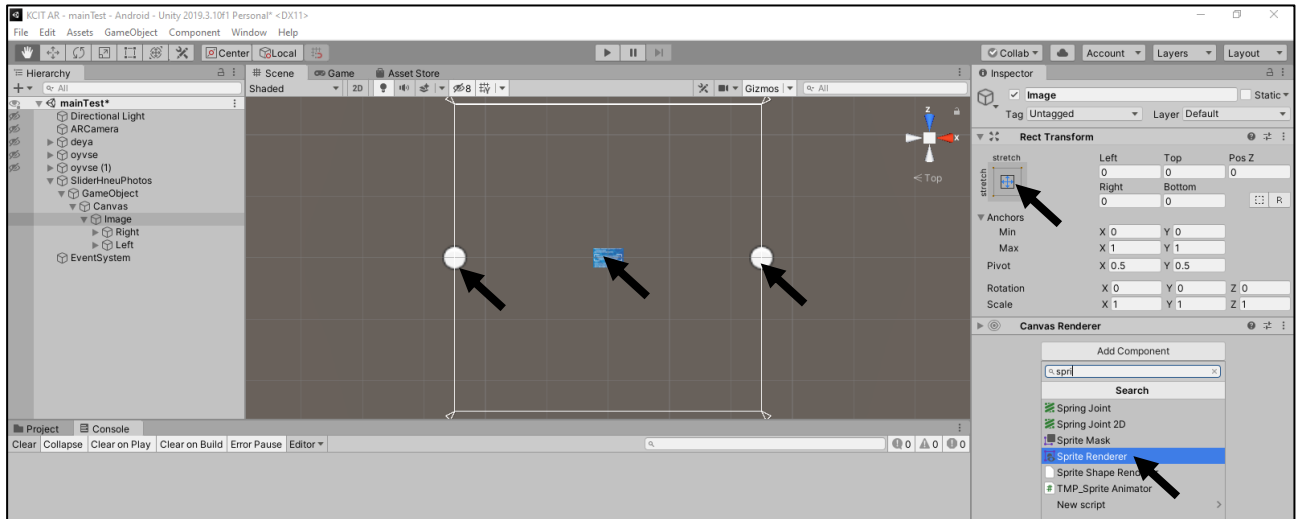 KCIT AR - mainTest - Android - Unity 2019.3.10f1 Personal* <DX11>
File Edit Assets GameObject Component Window Help
Center Local
Collab Account Layers Layout
Hierarchy
All
mainTest*
Directional Light
ARCamera
deya
oyvse
oyvse (1)
SliderHneuPhotos
GameObject
Canvas
Image
Right
Left
EventSystem
Scene Game Asset Store
Shaded 2D 8 Gizmos All
z
x
Top
Project Console
Clear Collapse Clear on Play Clear on Build Error Pause Editor 0 0 0
Inspector
Image Static
Tag Untagged Layer Default
Rect Transform
stretch Left Top Pos Z
stretch 0 0 0
Right Bottom
0 0 R
Anchors
Min X 0 Y 0
Max X 1 Y 1
Pivot X 0.5 Y 0.5
Rotation X 0 Y 0 Z 0
Scale X 1 Y 1 Z 1
Canvas Renderer
Add Component
spri
Search
Spring Joint
Spring Joint 2D
Sprite Mask
Sprite Renderer
Sprite Shape
TMP_Sprite Animator
New script